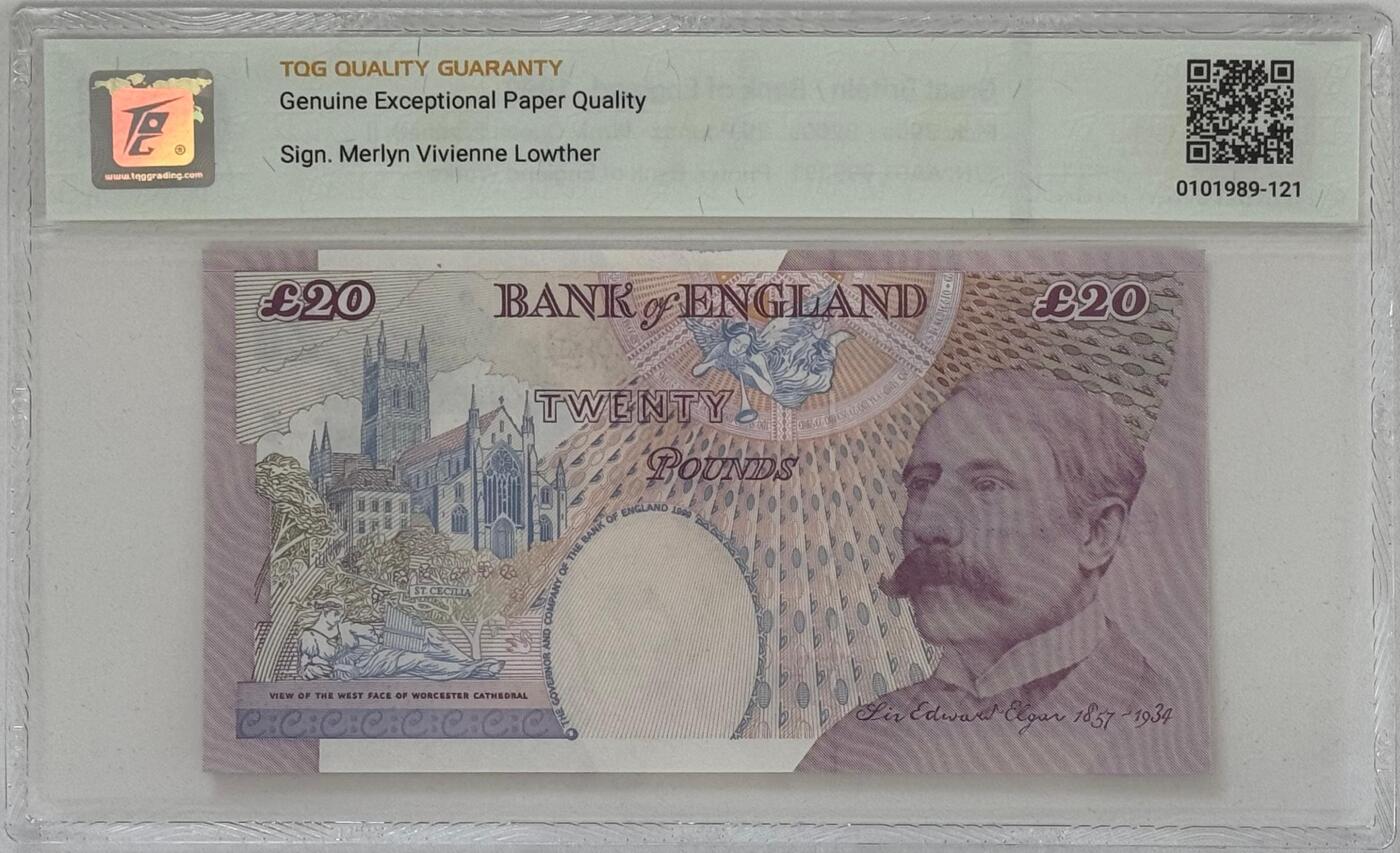 TQG QUALITY GUARANTY
Genuine Exceptional Paper Quality
Sign. Merlyn Vivienne Lowther
TQG
®
www.tqggrading.com
0101989-121
£20
BANK of ENGLAND
£20
TWENTY
POUNDS
THE GOVERNOR AND COMPANY OF THE BANK OF ENGLAND 1999
ST. CECILIA
VIEW OF THE WEST FACE OF WORCESTER CATHEDRAL
Sir Edward Elgar 1857-1934